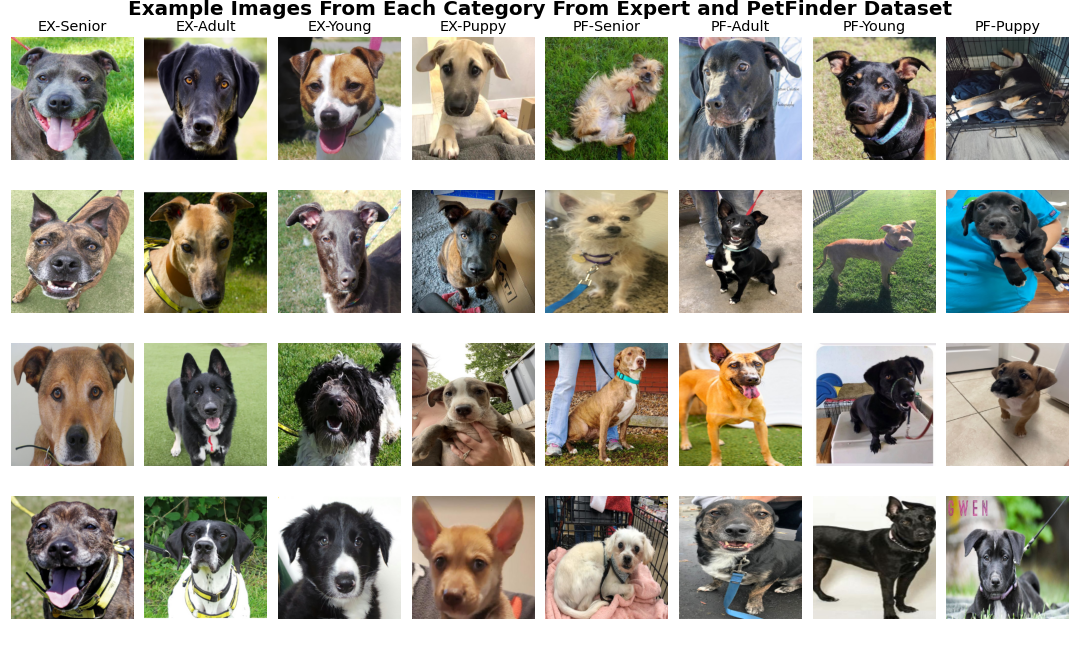 Example Images From Each Category From Expert and PetFinder Dataset
EX-Senior EX-Adult EX-Young EX-Puppy PF-Senior PF-Adult PF-Young PF-Puppy
GWEN